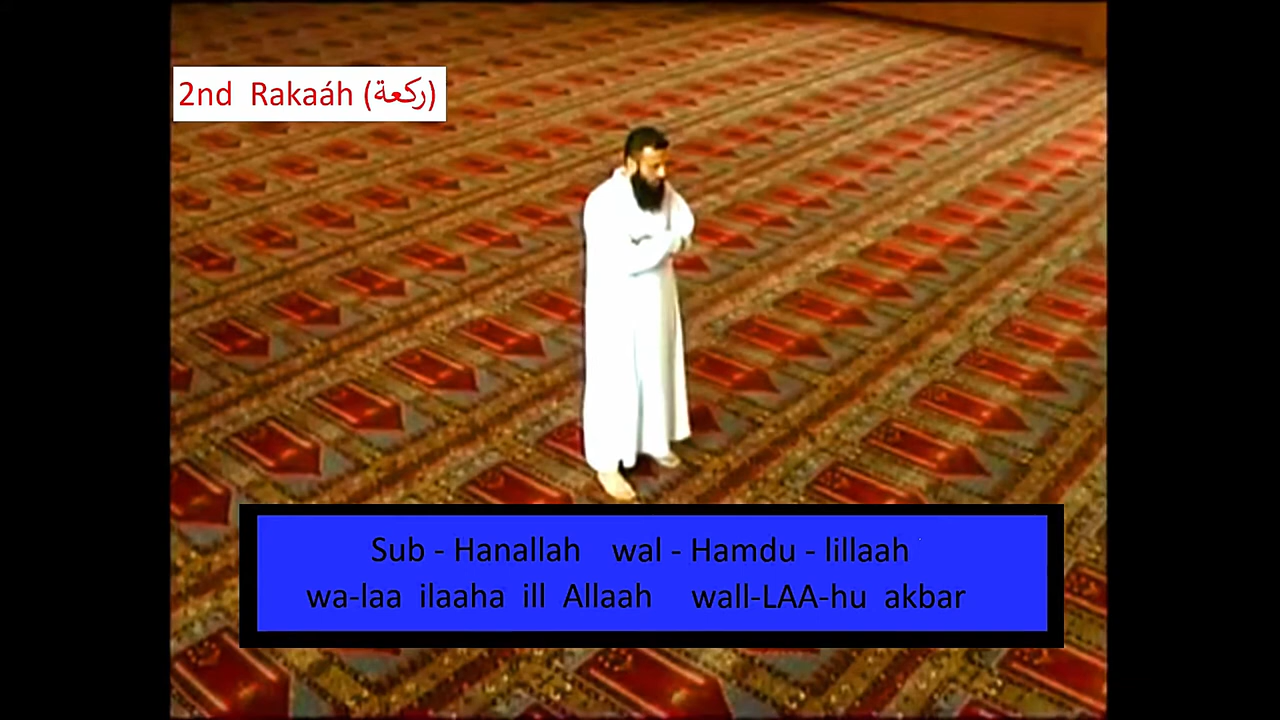 2nd Rakaáh (ركعة)
Sub - Hanallah wal - Hamdu - lillaah
wa-laa ilaaha ill Allaah wall-LAA-hu akbar